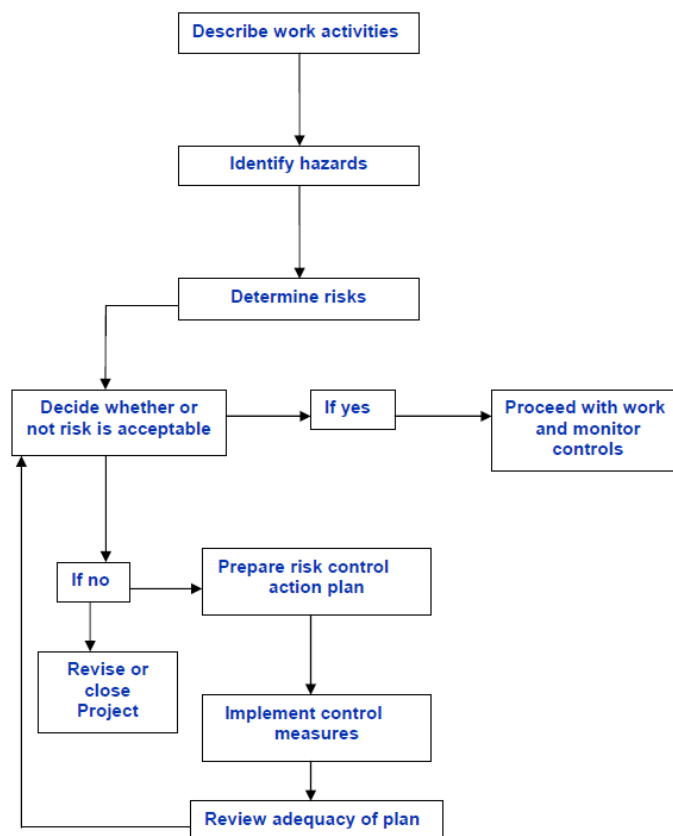 Describe work activities
Identify hazards
Determine risks
Decide whether or
not risk is acceptable
If yes
Proceed with work
and monitor
controls
If no
Prepare risk control
action plan
Revise or
close
Project
Implement control
measures
Review adequacy of plan